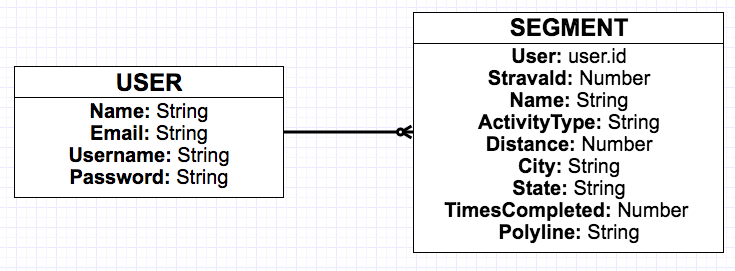 USER
Name: String
Email: String
Username: String
Password: String
SEGMENT
User: user.id
StravaId: Number
Name: String
ActivityType: String
Distance: Number
City: String
State: String
TimesCompleted: Number
Polyline: String